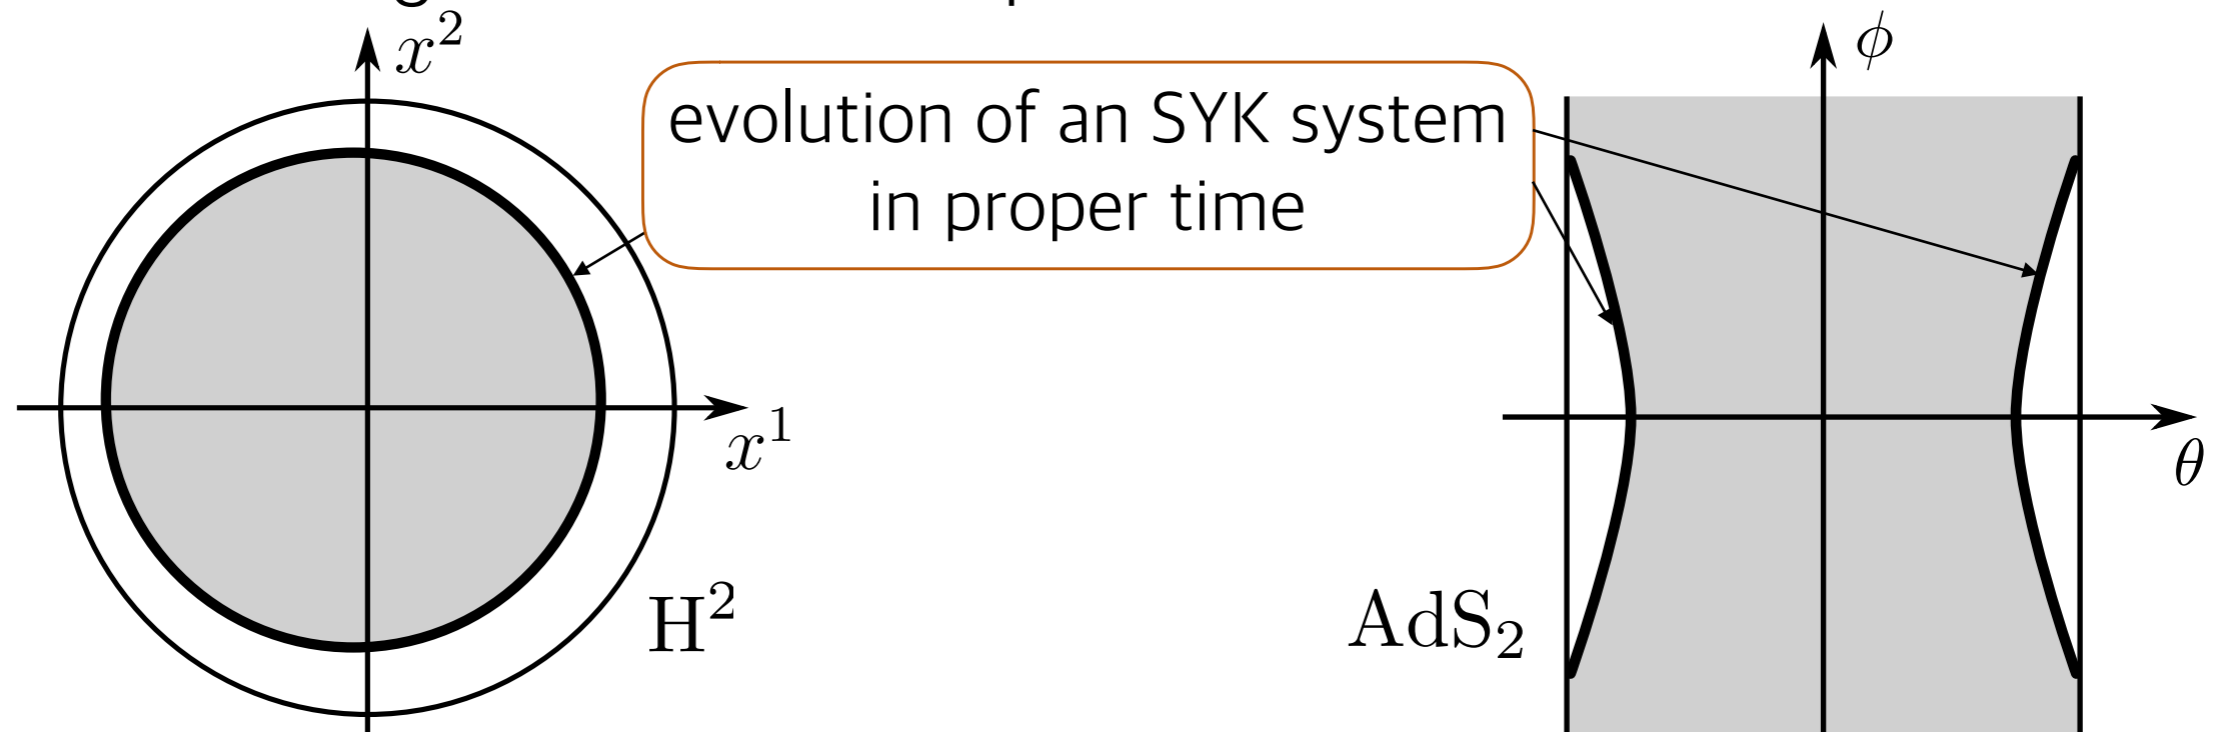 x²
evolution of an SYK system
in proper time
ϕ
x¹
θ
H²
AdS₂